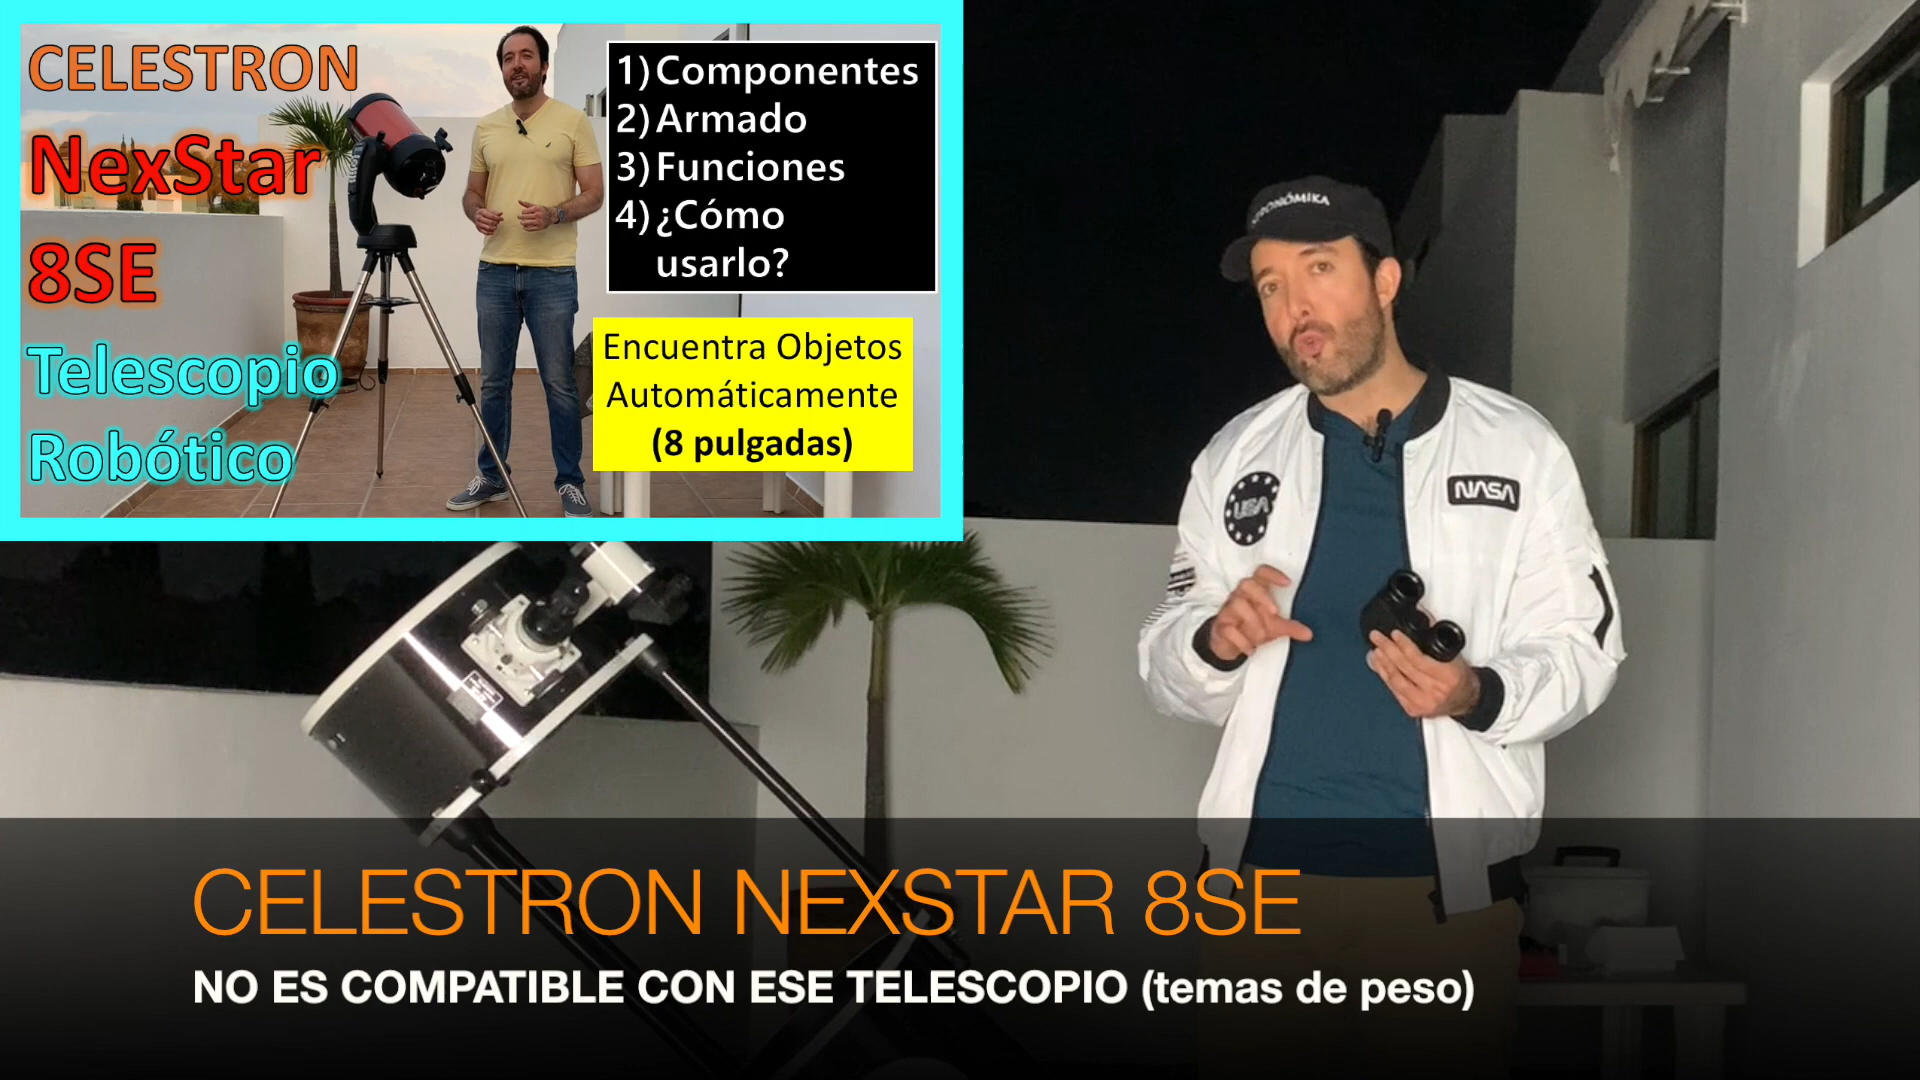 CELESTRON
NexStar
8SE
Telescopio
Robótico
1) Componentes
2) Armado
3) Funciones
4) ¿Cómo
usarlo?
Encuentra Objetos
Automáticamente
(8 pulgadas)
USA
NASA
CELESTRON NEXSTAR 8SE
NO ES COMPATIBLE CON ESE TELESCOPIO (temas de peso)